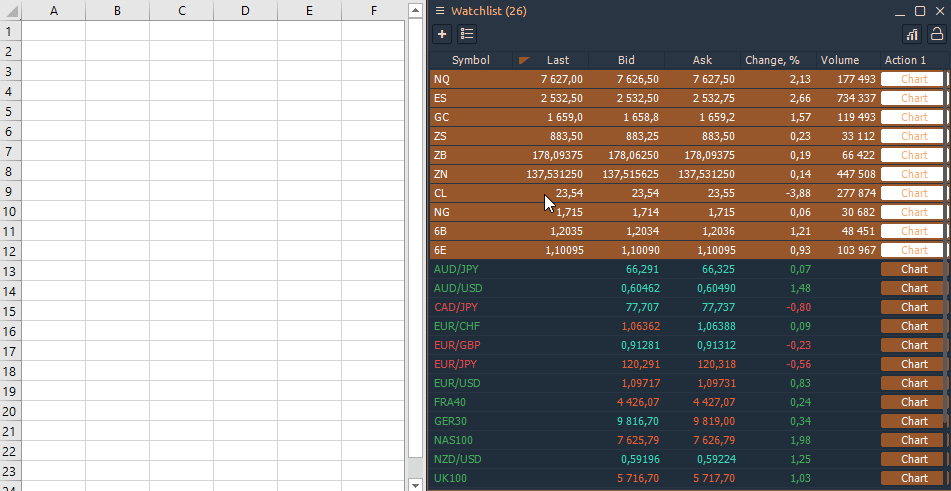 A B C D E F
1
2
3
4
5
6
7
8
9
10
11
12
13
14
15
16
17
18
19
20
21
22
23
24
Watchlist (26)
Symbol Last Bid Ask Change, % Volume Action 1
NQ 7 627,00 7 626,50 7 627,50 2,13 177 493 Chart
ES 2 532,50 2 532,50 2 532,75 2,66 734 337 Chart
GC 1 659,0 1 658,8 1 659,2 1,57 119 493 Chart
ZS 883,50 883,25 883,50 0,23 33 112 Chart
ZB 178,09375 178,06250 178,09375 0,19 66 422 Chart
ZN 137,531250 137,515625 137,531250 0,14 447 508 Chart
CL 23,54 23,54 23,55 -3,88 277 874 Chart
NG 1,715 1,714 1,715 0,06 30 682 Chart
6B 1,2035 1,2034 1,2036 1,21 48 451 Chart
6E 1,10095 1,10090 1,10095 0,93 103 967 Chart
AUD/JPY 66,291 66,325 0,07 Chart
AUD/USD 0,60462 0,60490 1,48 Chart
CAD/JPY 77,707 77,737 -0,80 Chart
EUR/CHF 1,06362 1,06388 0,09 Chart
EUR/GBP 0,91281 0,91312 -0,23 Chart
EUR/JPY 120,291 120,318 -0,56 Chart
EUR/USD 1,09717 1,09731 0,83 Chart
FRA40 4 426,07 4 427,07 0,24 Chart
GER30 9 816,70 9 819,00 0,34 Chart
NAS100 7 625,79 7 626,79 1,98 Chart
NZD/USD 0,59196 0,59224 1,25 Chart
UK100 5 716,70 5 717,70 1,03 Chart